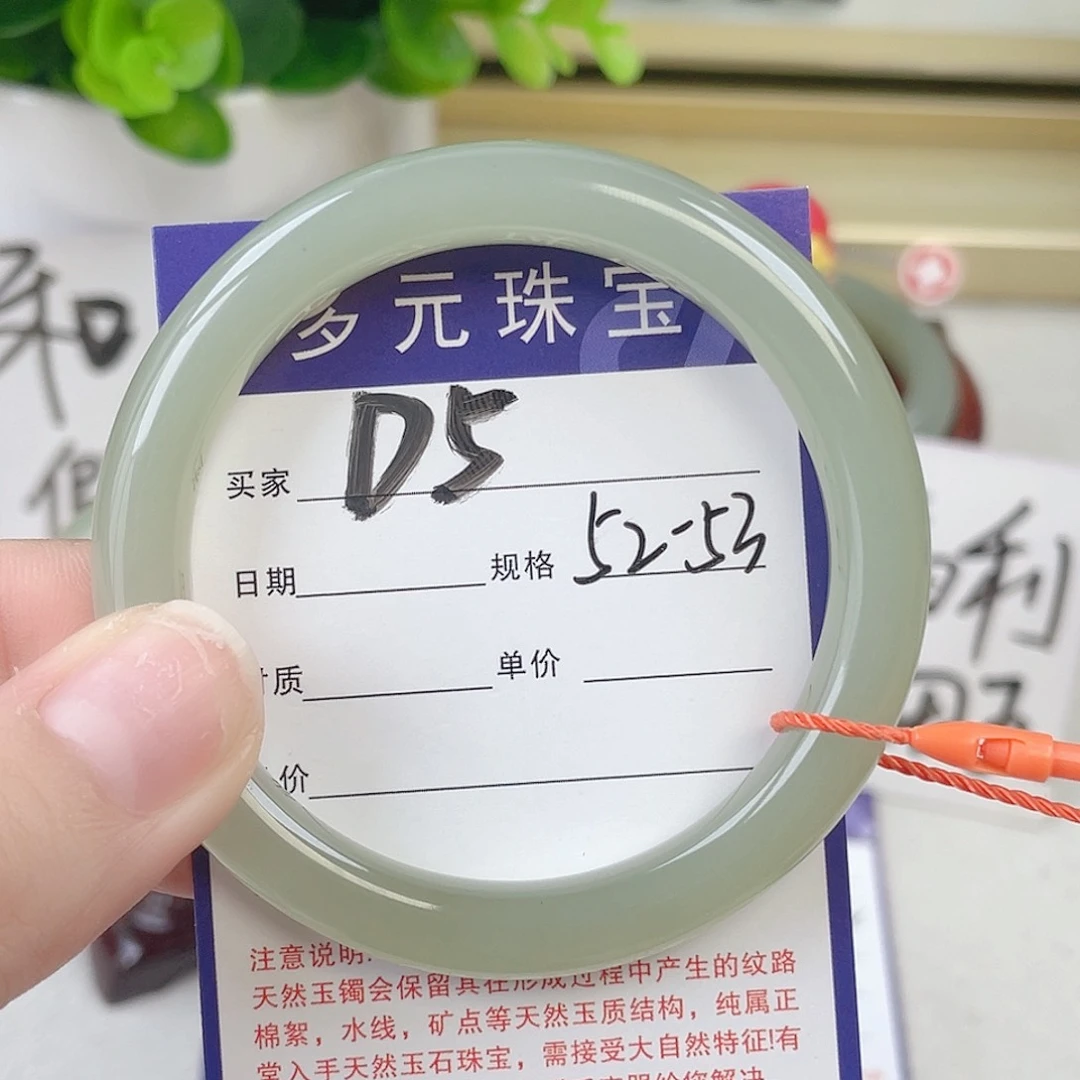 多元珠宝
买家 D5
日期 规格 52-53
质 单价
价
注意说明:
天然玉镯会保留其在形成过程中产生的纹路
棉絮，水线，矿点等天然玉质结构，纯属正
常入手天然玉石珠宝，需接受大自然特征!有
和
但
利